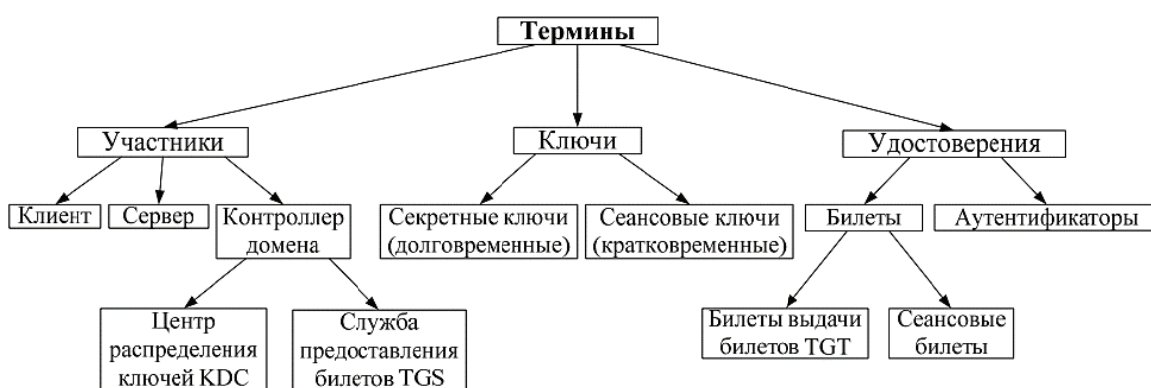 Термины
Участники
Ключи
Удостоверения
Клиент
Сервер
Контроллер
домена
Секретные ключи
(долговременные)
Сеансовые ключи
(кратковременные)
Билеты
Аутентификаторы
Центр
распределения
ключей KDC
Служба
предоставления
билетов TGS
Билеты выдачи
билетов TGT
Сеансовые
билеты